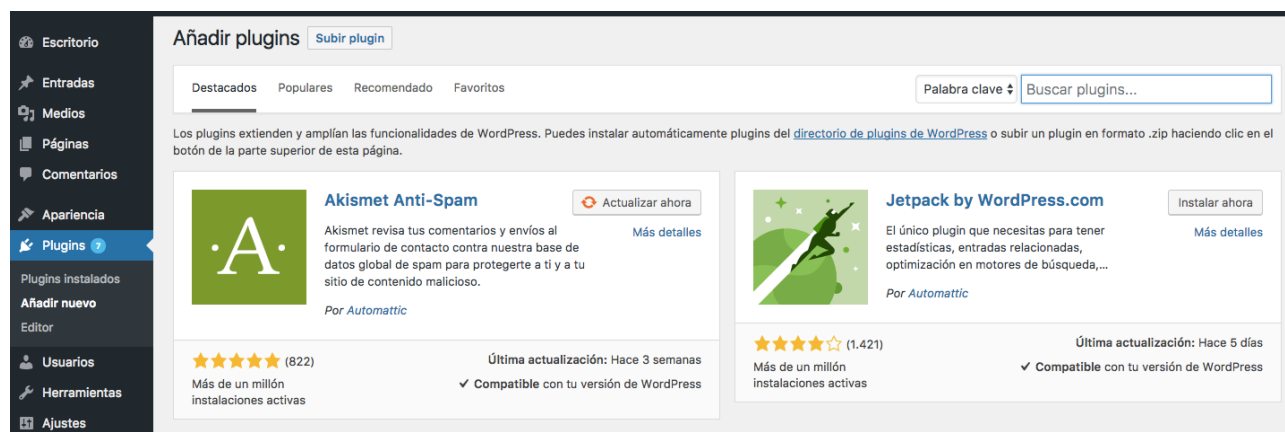 Escritorio
Entradas
Medios
Páginas
Comentarios
Apariencia
Plugins 7
Plugins instalados
Añadir nuevo
Editor
Usuarios
Herramientas
Ajustes
Añadir plugins Subir plugin
Destacados Populares Recomendado Favoritos Palabra clave Buscar plugins...
Los plugins extienden y amplían las funcionalidades de WordPress. Puedes instalar automáticamente plugins del directorio de plugins de WordPress o subir un plugin en formato .zip haciendo clic en el
botón de la parte superior de esta página.
·A·
Akismet Anti-Spam
Actualizar ahora
Más detalles
Akismet revisa tus comentarios y envíos al
formulario de contacto contra nuestra base de
datos global de spam para protegerte a ti y a tu
sitio de contenido malicioso.
Por Automattic
(822)
Más de un millón
instalaciones activas
Última actualización: Hace 3 semanas
Compatible con tu versión de WordPress
Jetpack by WordPress.com
Instalar ahora
Más detalles
El único plugin que necesitas para tener
estadísticas, entradas relacionadas,
optimización en motores de búsqueda,...
Por Automattic
(1.421)
Más de un millón
instalaciones activas
Última actualización: Hace 5 días
Compatible con tu versión de WordPress